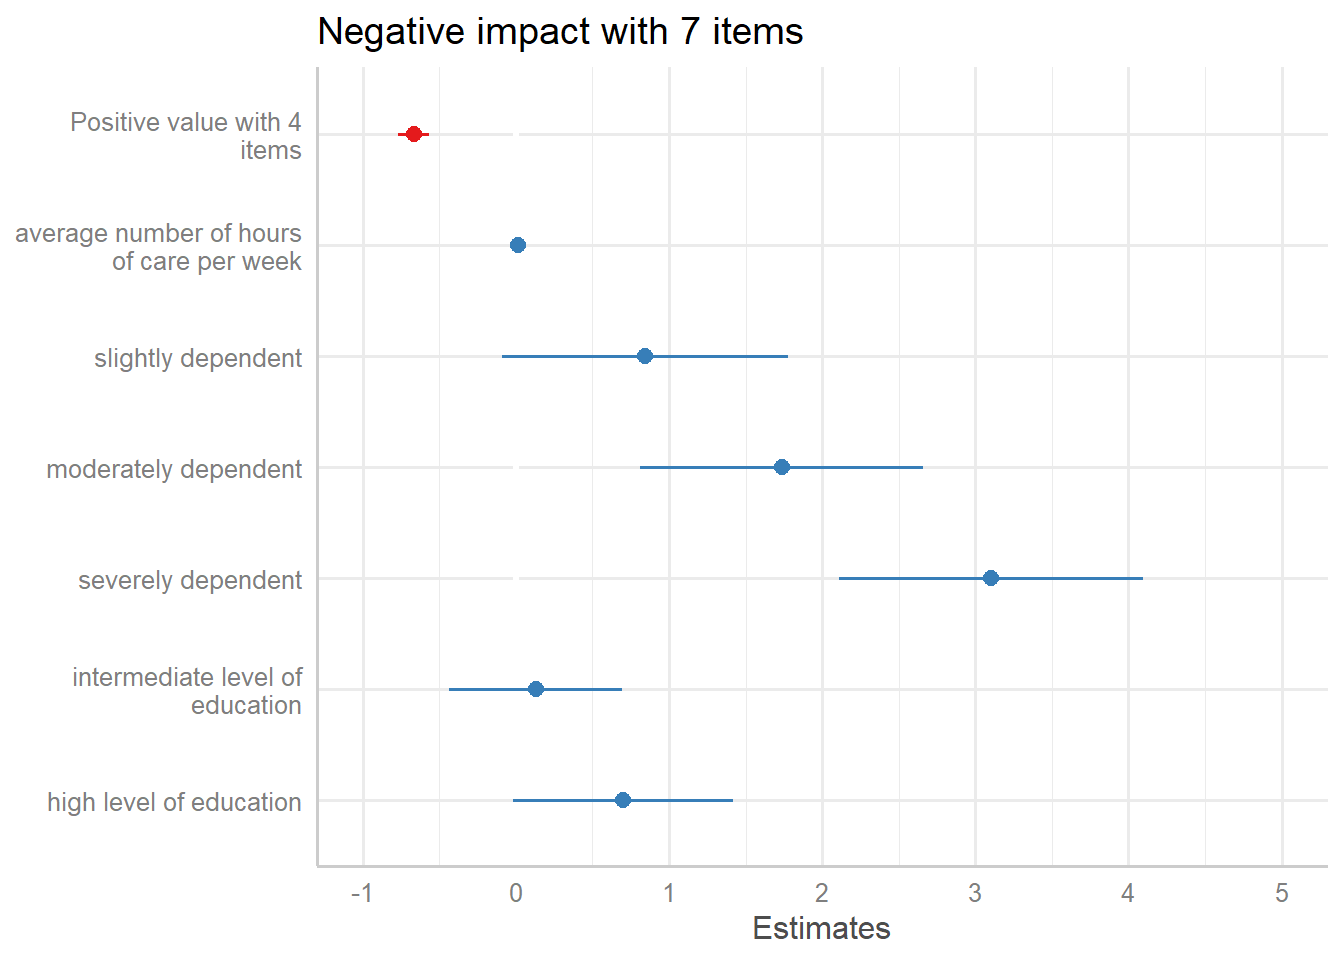 Negative impact with 7 items
Positive value with 4
items
average number of hours
of care per week
slightly dependent
moderately dependent
severely dependent
intermediate level of
education
high level of education
-1 0 1 2 3 4 5
Estimates